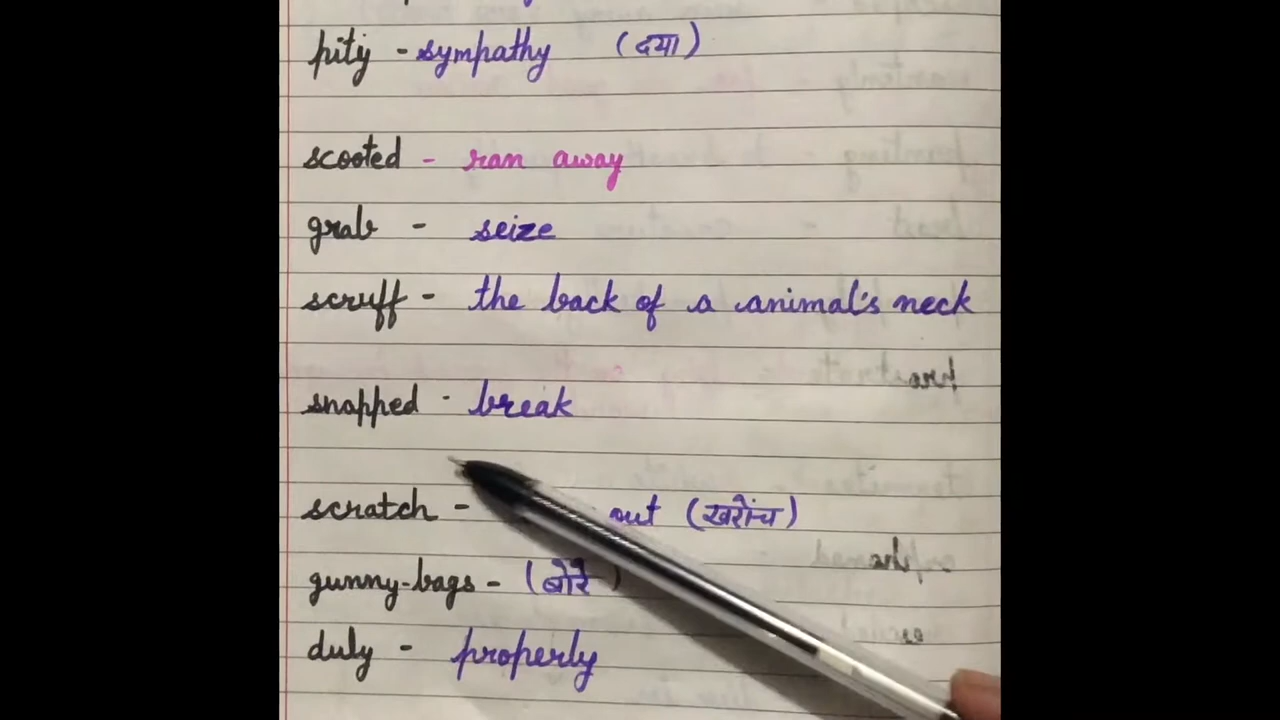 pity - sympathy (दया)
scooted - ran away
grab - seize
scruff - the back of a animal's neck
snapped - break
scratch - out (खरोंच)
gunny-bags - (बोरे)
duly - properly